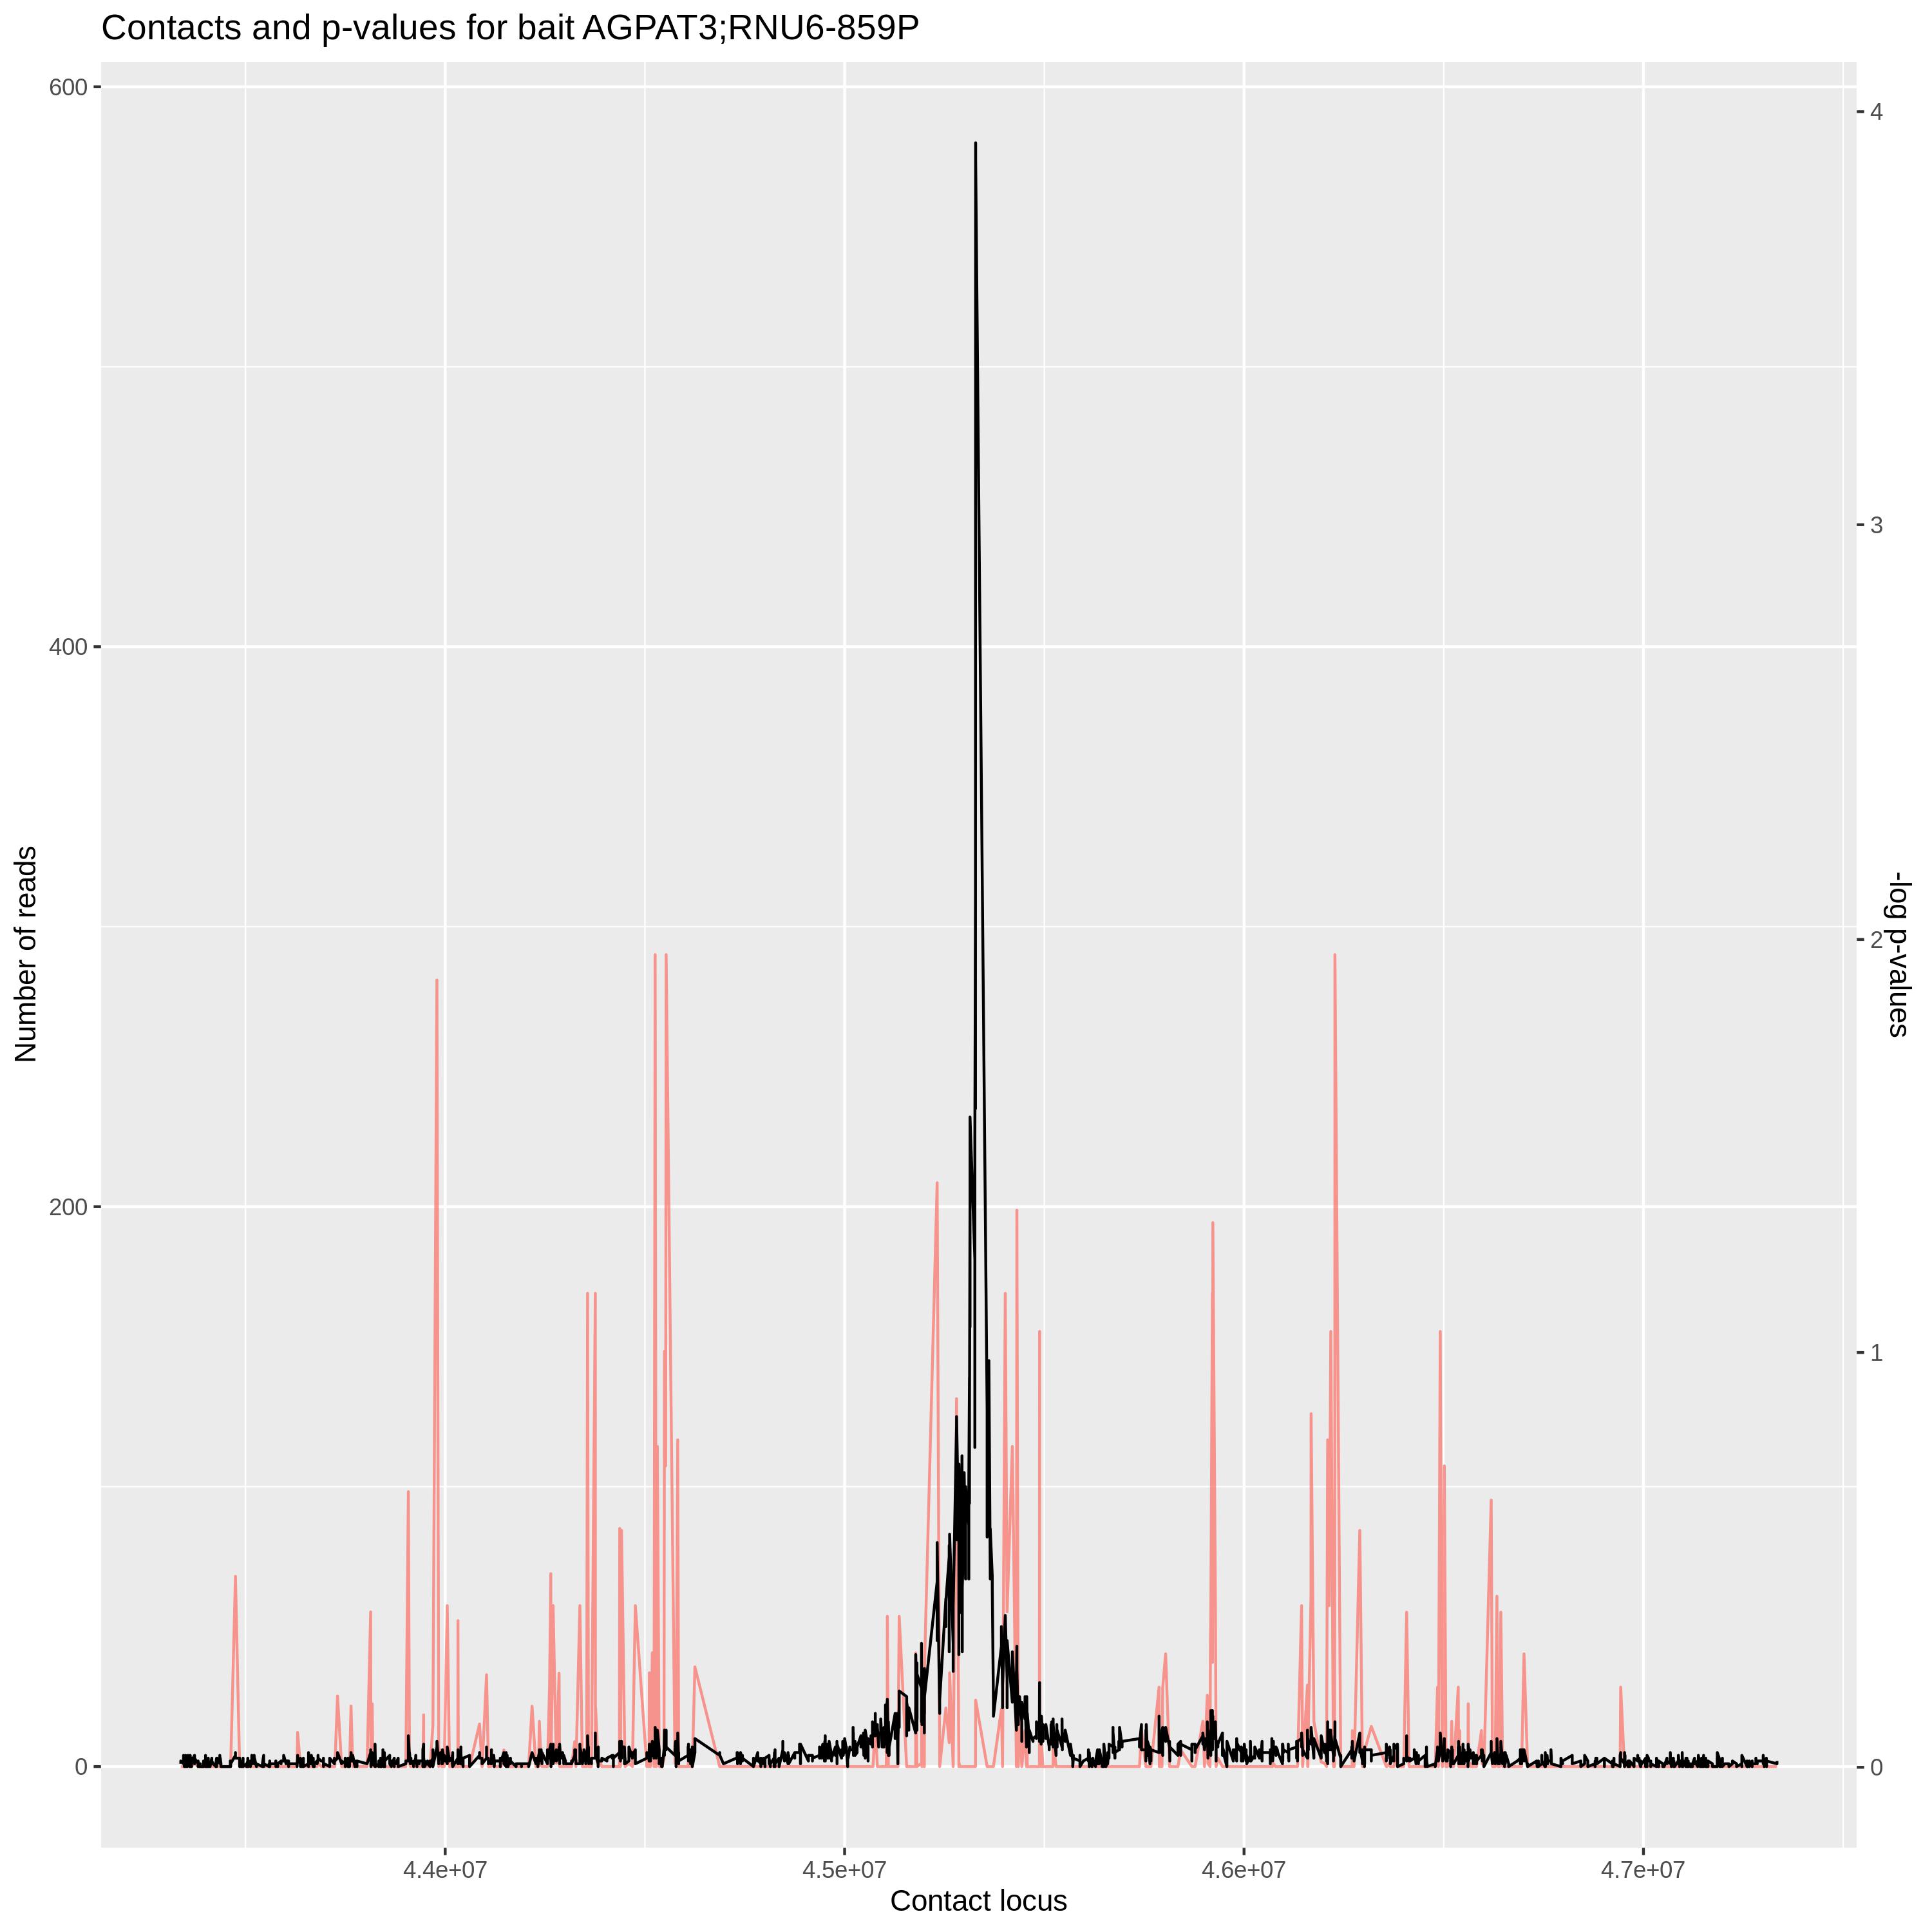 Contacts and p-values for bait AGPAT3;RNU6-859P
600
400
200
0
Number of reads
4
3
2
1
0
-log p-values
4.4e+07 4.5e+07 4.6e+07 4.7e+07
Contact locus